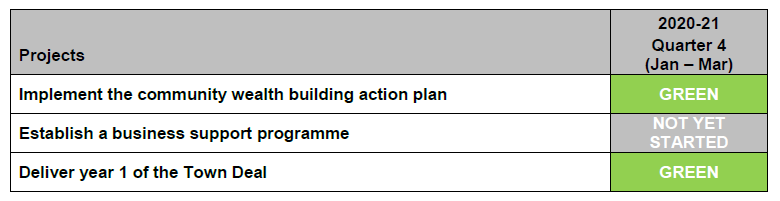 2020-21
Quarter 4
Projects
(Jan – Mar)
Implement the community wealth building action plan
GREEN
NOT YET
Establish a business support programme
STARTED
Deliver year 1 of the Town Deal
GREEN